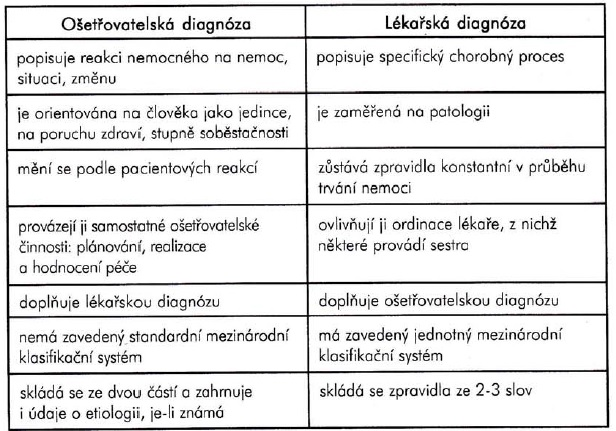 Ošetřovatelská diagnóza
Lékařská diagnóza
popisuje reakci nemocného na nemoc,
situaci, změnu
popisuje specifický chorobný proces
je orientována na člověka jako jedince,
na poruchu zdraví, stupně soběstačnosti
je zaměřená na patologii
mění se podle pacientových reakcí
zůstává zpravidla konstantní v průběhu
trvání nemoci
provázejí ji samostatné ošetřovatelské
činnosti: plánování, realizace
a hodnocení péče
ovlivňují ji ordinace lékaře, z nichž
některé provádí sestra
doplňuje lékařskou diagnózu
doplňuje ošetřovatelskou diagnózu
nemá zavedený standardní mezinárodní
klasifikační systém
má zavedený jednotný mezinárodní
klasifikační systém
skládá se ze dvou částí a zahrnuje
i údaje o etiologii, je-li známá
skládá se zpravidla ze 2-3 slov